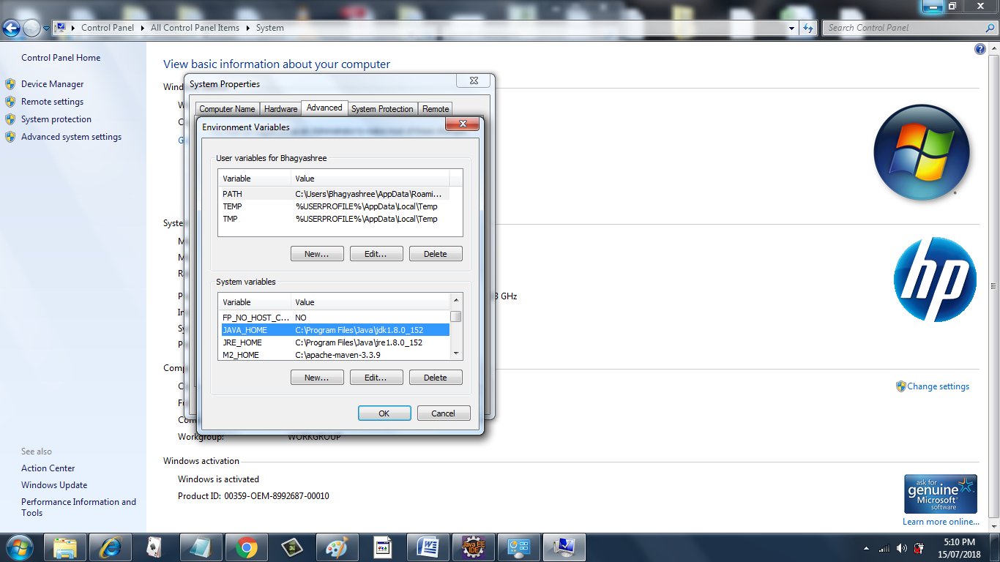 Control Panel ▸ All Control Panel Items ▸ System
Search Control Panel
Control Panel Home
Device Manager
Remote settings
System protection
Advanced system settings
View basic information about your computer
System Properties
Computer Name
Hardware
Advanced
System Protection
Remote
Environment Variables
User variables for Bhagyashree
Variable Value
PATH C:\Users\Bhagyashree\AppData\Roami...
TEMP %USERPROFILE%\AppData\Local\Temp
TMP %USERPROFILE%\AppData\Local\Temp
New... Edit... Delete
System variables
Variable Value
FP_NO_HOST_C... NO
JAVA_HOME C:\Program Files\Java\jdk1.8.0_152
JRE_HOME C:\Program Files\Java\jre1.8.0_152
M2_HOME C:\apache-maven-3.3.9
New... Edit... Delete
OK Cancel
GHz
hp
Change settings
Workgroup: WORKGROUP
Windows activation
Windows is activated
Product ID: 00359-OEM-8992687-00010
ask for
genuine
Microsoft
software
Learn more online...
See also
Action Center
Windows Update
Performance Information and
Tools
Java EE
IDE
5:10 PM
15/07/2018